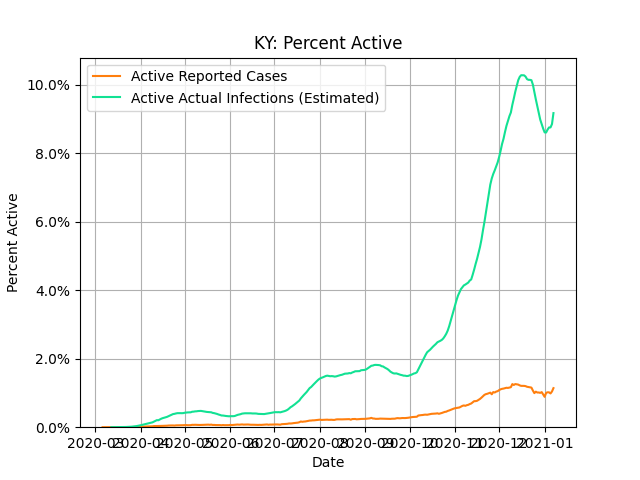 KY: Percent Active
Active Reported Cases
Active Actual Infections (Estimated)
Percent Active
10.0%
8.0%
6.0%
4.0%
2.0%
0.0%
2020-03 2020-04 2020-05 2020-06 2020-07 2020-08 2020-09 2020-10 2020-11 2020-12 2021-01
Date